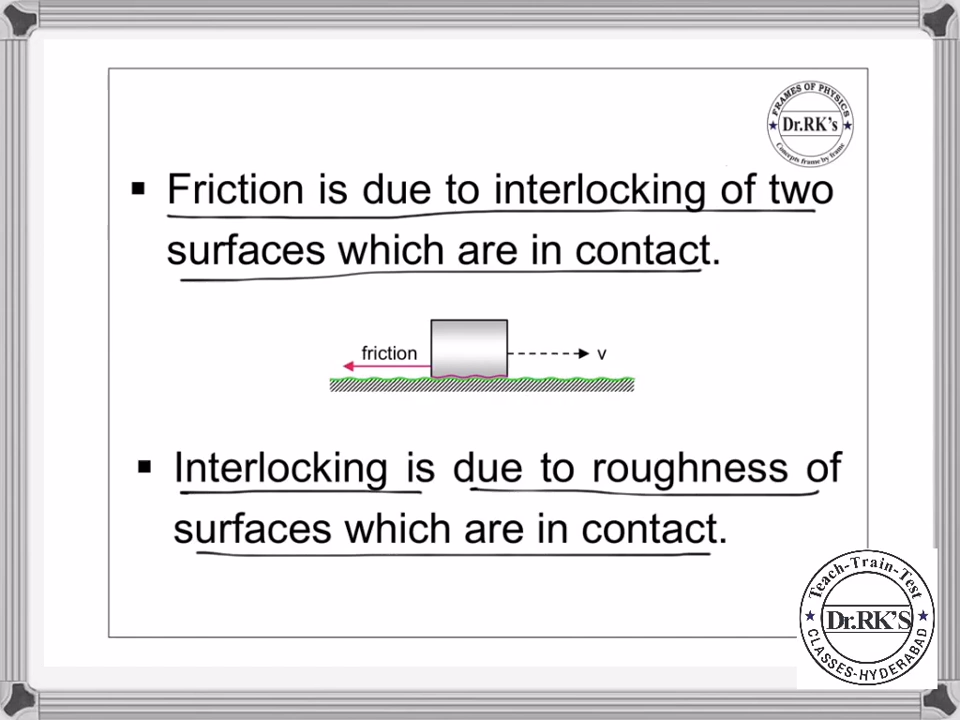 FRAMES OF PHYSICS
Dr.RK's
Concepts frame by frame
▪ Friction is due to interlocking of two
surfaces which are in contact.
friction
v
▪ Interlocking is due to roughness of
surfaces which are in contact.
Teach-Train-Test
Dr.RK'S
CLASSES-HYDERABAD